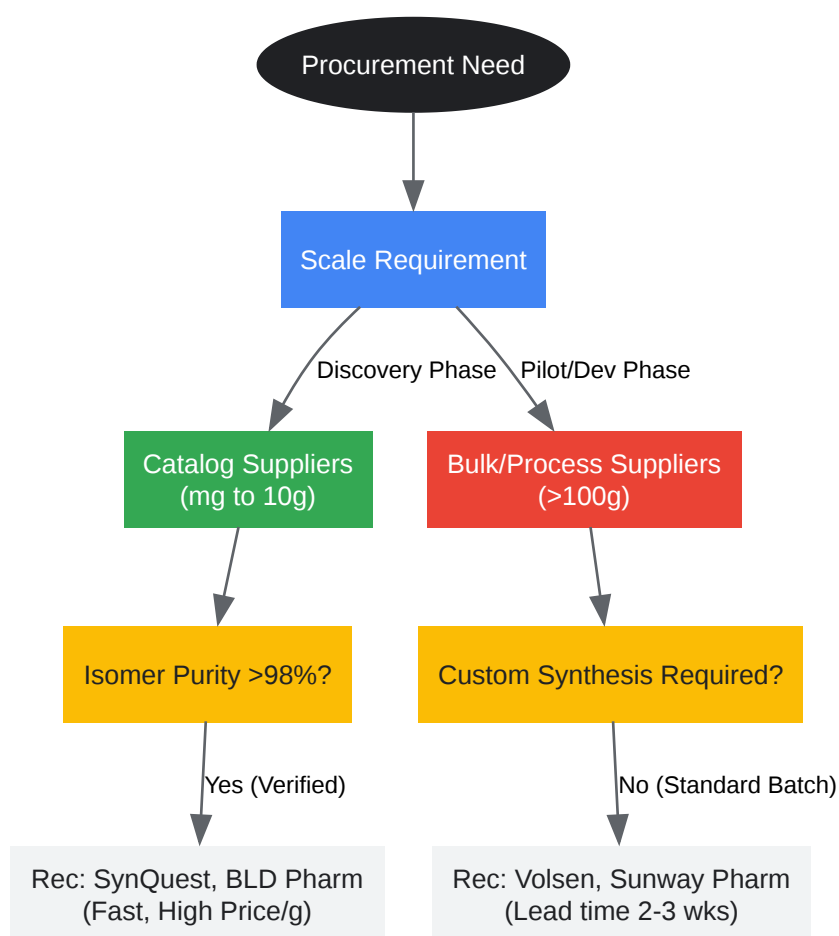 Procurement Need
Scale Requirement
Discovery Phase
Pilot/Dev Phase
Catalog Suppliers
(mg to 10g)
Bulk/Process Suppliers
(>100g)
Isomer Purity >98%?
Custom Synthesis Required?
Yes (Verified)
No (Standard Batch)
Rec: SynQuest, BLD Pharm
(Fast, High Price/g)
Rec: Volsen, Sunway Pharm
(Lead time 2-3 wks)